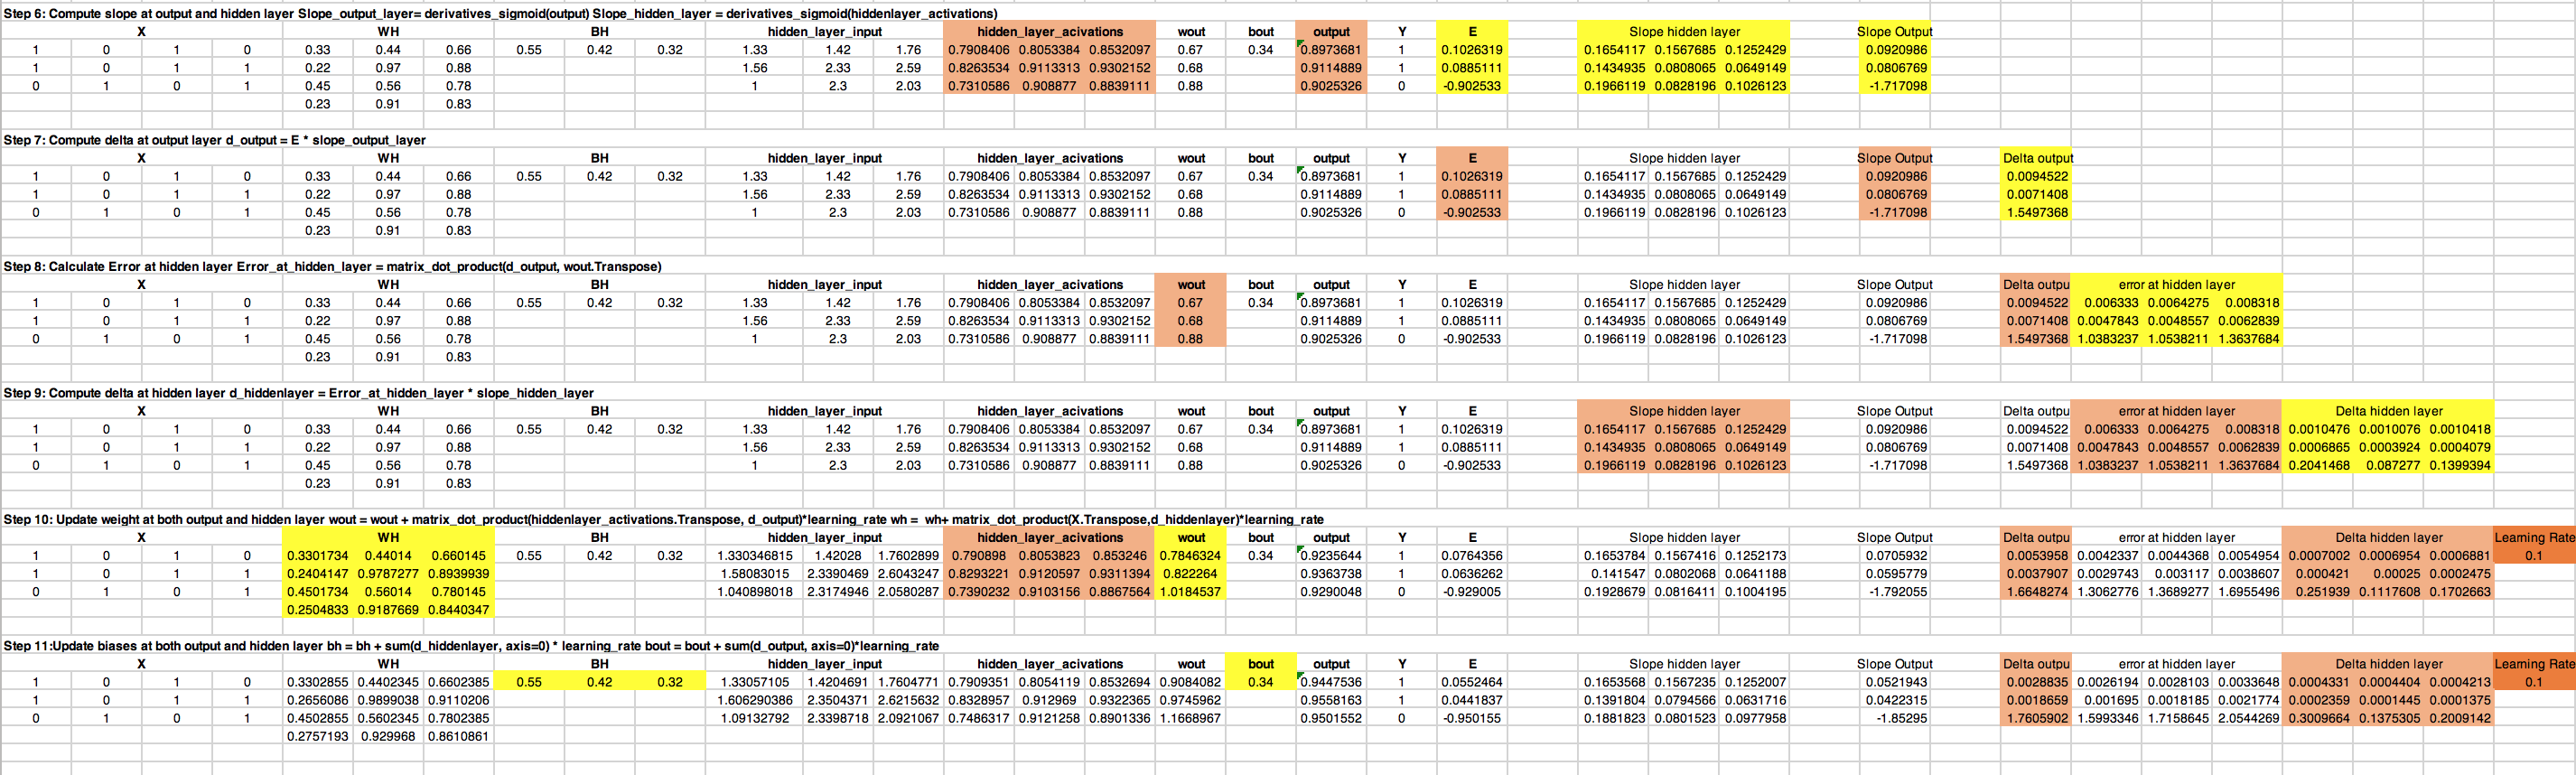 Step 6: Compute slope at output and hidden layer Slope_output_layer= derivatives_sigmoid(output) Slope_hidden_layer = derivatives_sigmoid(hiddenlayer_activations)
X WH BH hidden_layer_input hidden_layer_acivations wout bout output Y E Slope hidden layer Slope Output
1 0 1 0 0.33 0.44 0.66 0.55 0.42 0.32 1.33 1.42 1.76 0.7908406 0.8053384 0.8532097 0.67 0.34 0.8973681 1 0.1026319 0.1654117 0.1567685 0.1252429 0.0920986
1 0 1 1 0.22 0.97 0.88 1.56 2.33 2.59 0.8263534 0.9113313 0.9302152 0.68 0.9114889 1 0.0885111 0.1434935 0.0808065 0.0649149 0.0806769
0 1 0 1 0.45 0.56 0.78 1 2.3 2.03 0.7310586 0.908877 0.8839111 0.88 0.9025326 0 -0.902533 0.1966119 0.0828196 0.1026123 -1.717098
0.23 0.91 0.83
Step 7: Compute delta at output layer d_output = E * slope_output_layer
X WH BH hidden_layer_input hidden_layer_acivations wout bout output Y E Slope hidden layer Slope Output Delta output
1 0 1 0 0.33 0.44 0.66 0.55 0.42 0.32 1.33 1.42 1.76 0.7908406 0.8053384 0.8532097 0.67 0.34 0.8973681 1 0.1026319 0.1654117 0.1567685 0.1252429 0.0920986 0.0094522
1 0 1 1 0.22 0.97 0.88 1.56 2.33 2.59 0.8263534 0.9113313 0.9302152 0.68 0.9114889 1 0.0885111 0.1434935 0.0808065 0.0649149 0.0806769 0.0071408
0 1 0 1 0.45 0.56 0.78 1 2.3 2.03 0.7310586 0.908877 0.8839111 0.88 0.9025326 0 -0.902533 0.1966119 0.0828196 0.1026123 -1.717098 1.5497368
0.23 0.91 0.83
Step 8: Calculate Error at hidden layer Error_at_hidden_layer = matrix_dot_product(d_output, wout.Transpose)
X WH BH hidden_layer_input hidden_layer_acivations wout bout output Y E Slope hidden layer Slope Output Delta outpu error at hidden layer
1 0 1 0 0.33 0.44 0.66 0.55 0.42 0.32 1.33 1.42 1.76 0.7908406 0.8053384 0.8532097 0.67 0.34 0.8973681 1 0.1026319 0.1654117 0.1567685 0.1252429 0.0920986 0.0094522 0.006333 0.0064275 0.008318
1 0 1 1 0.22 0.97 0.88 1.56 2.33 2.59 0.8263534 0.9113313 0.9302152 0.68 0.9114889 1 0.0885111 0.1434935 0.0808065 0.0649149 0.0806769 0.0071408 0.0047843 0.0048557 0.0062839
0 1 0 1 0.45 0.56 0.78 1 2.3 2.03 0.7310586 0.908877 0.8839111 0.88 0.9025326 0 -0.902533 0.1966119 0.0828196 0.1026123 -1.717098 1.5497368 1.0383237 1.0538211 1.3637684
0.23 0.91 0.83
Step 9: Compute delta at hidden layer d_hiddenlayer = Error_at_hidden_layer * slope_hidden_layer
X WH BH hidden_layer_input hidden_layer_acivations wout bout output Y E Slope hidden layer Slope Output Delta outpu error at hidden layer Delta hidden layer
1 0 1 0 0.33 0.44 0.66 0.55 0.42 0.32 1.33 1.42 1.76 0.7908406 0.8053384 0.8532097 0.67 0.34 0.8973681 1 0.1026319 0.1654117 0.1567685 0.1252429 0.0920986 0.0094522 0.006333 0.0064275 0.008318 0.0010476 0.0010076 0.0010418
1 0 1 1 0.22 0.97 0.88 1.56 2.33 2.59 0.8263534 0.9113313 0.9302152 0.68 0.9114889 1 0.0885111 0.1434935 0.0808065 0.0649149 0.0806769 0.0071408 0.0047843 0.0048557 0.0062839 0.0006865 0.0003924 0.0004079
0 1 0 1 0.45 0.56 0.78 1 2.3 2.03 0.7310586 0.908877 0.8839111 0.88 0.9025326 0 -0.902533 0.1966119 0.0828196 0.1026123 -1.717098 1.5497368 1.0383237 1.0538211 1.3637684 0.2041468 0.087277 0.1399394
0.23 0.91 0.83
Step 10: Update weight at both output and hidden layer wout = wout + matrix_dot_product(hiddenlayer_activations.Transpose, d_output)*learning_rate wh = wh+ matrix_dot_product(X.Transpose,d_hiddenlayer)*learning_rate
X WH BH hidden_layer_input hidden_layer_acivations wout bout output Y E Slope hidden layer Slope Output Delta outpu error at hidden layer Delta hidden layer Learning Rate
1 0 1 0 0.3301734 0.44014 0.660145 0.55 0.42 0.32 1.330346815 1.42028 1.7602899 0.790898 0.8053823 0.853246 0.7846324 0.34 0.9235644 1 0.0764356 0.1653784 0.1567416 0.1252173 0.0705932 0.0053958 0.0042337 0.0044368 0.0054954 0.0007002 0.0006954 0.0006881 0.1
1 0 1 1 0.2404147 0.9787277 0.8939939 1.58083015 2.3390469 2.6043247 0.8293221 0.9120597 0.9311394 0.822264 0.9363738 1 0.0636262 0.141547 0.0802068 0.0641188 0.0595779 0.0037907 0.0029743 0.003117 0.0038607 0.000421 0.00025 0.0002475
0 1 0 1 0.4501734 0.56014 0.780145 1.040898018 2.3174946 2.0580287 0.7390232 0.9103156 0.8867564 1.0184537 0.9290048 0 -0.929005 0.1928679 0.0816411 0.1004195 -1.792055 1.6648274 1.3062776 1.3689277 1.6955496 0.251939 0.1117608 0.1702663
0.2504833 0.9187669 0.8440347
Step 11:Update biases at both output and hidden layer bh = bh + sum(d_hiddenlayer, axis=0) * learning_rate bout = bout + sum(d_output, axis=0)*learning_rate
X WH BH hidden_layer_input hidden_layer_acivations wout bout output Y E Slope hidden layer Slope Output Delta outpu error at hidden layer Delta hidden layer Learning Rate
1 0 1 0 0.3302855 0.4402345 0.6602385 0.55 0.42 0.32 1.33057105 1.4204691 1.7604771 0.7909351 0.8054119 0.8532694 0.9084082 0.34 0.9447536 1 0.0552464 0.1653568 0.1567235 0.1252007 0.0521943 0.0028835 0.0026194 0.0028103 0.0033648 0.0004331 0.0004404 0.0004213 0.1
1 0 1 1 0.2656086 0.9899038 0.9110206 1.606290386 2.3504371 2.6215632 0.8328957 0.912969 0.9322365 0.9745962 0.9558163 1 0.0441837 0.1391804 0.0794566 0.0631716 0.0422315 0.0018659 0.001695 0.0018185 0.0021774 0.0002359 0.0001445 0.0001375
0 1 0 1 0.4502855 0.5602345 0.7802385 1.09132792 2.3398718 2.0921067 0.7486317 0.9121258 0.8901336 1.1668967 0.9501552 0 -0.950155 0.1881823 0.0801523 0.0977958 -1.85295 1.7605902 1.5993346 1.7158645 2.0544269 0.3009664 0.1375305 0.2009142
0.2757193 0.929968 0.8610861